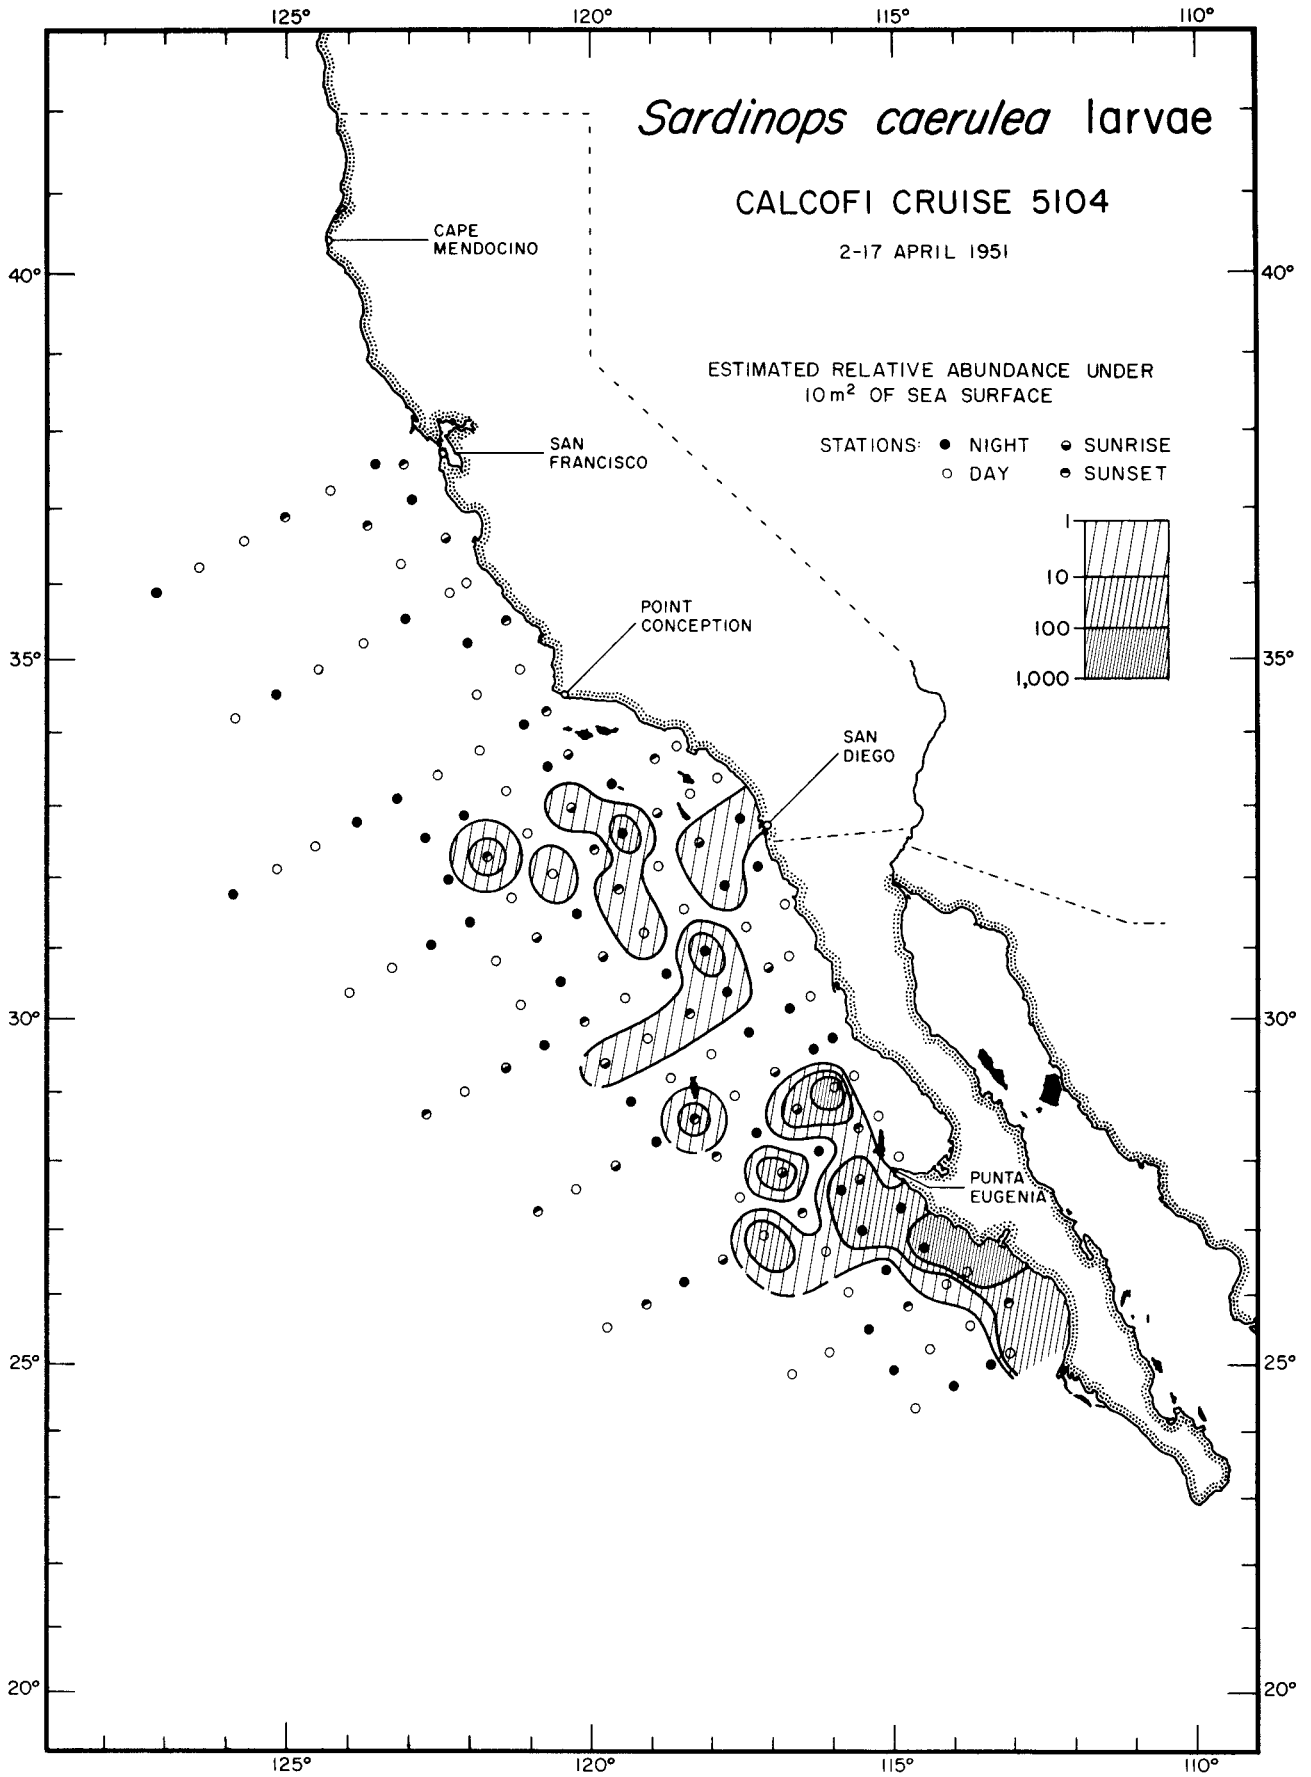 125° 120° 115° 110°
Sardinops caerulea larvae
CALCOFI CRUISE 5104
2-17 APRIL 1951
CAPE
MENDOCINO
40° 40°
ESTIMATED RELATIVE ABUNDANCE UNDER
10m² OF SEA SURFACE
STATIONS: ● NIGHT ◒ SUNRISE
○ DAY ◓ SUNSET
SAN
FRANCISCO
1
10
100
1,000
POINT
CONCEPTION
35° 35°
SAN
DIEGO
30° 30°
PUNTA
EUGENIA
25° 25°
20° 20°
125° 120° 115° 110°